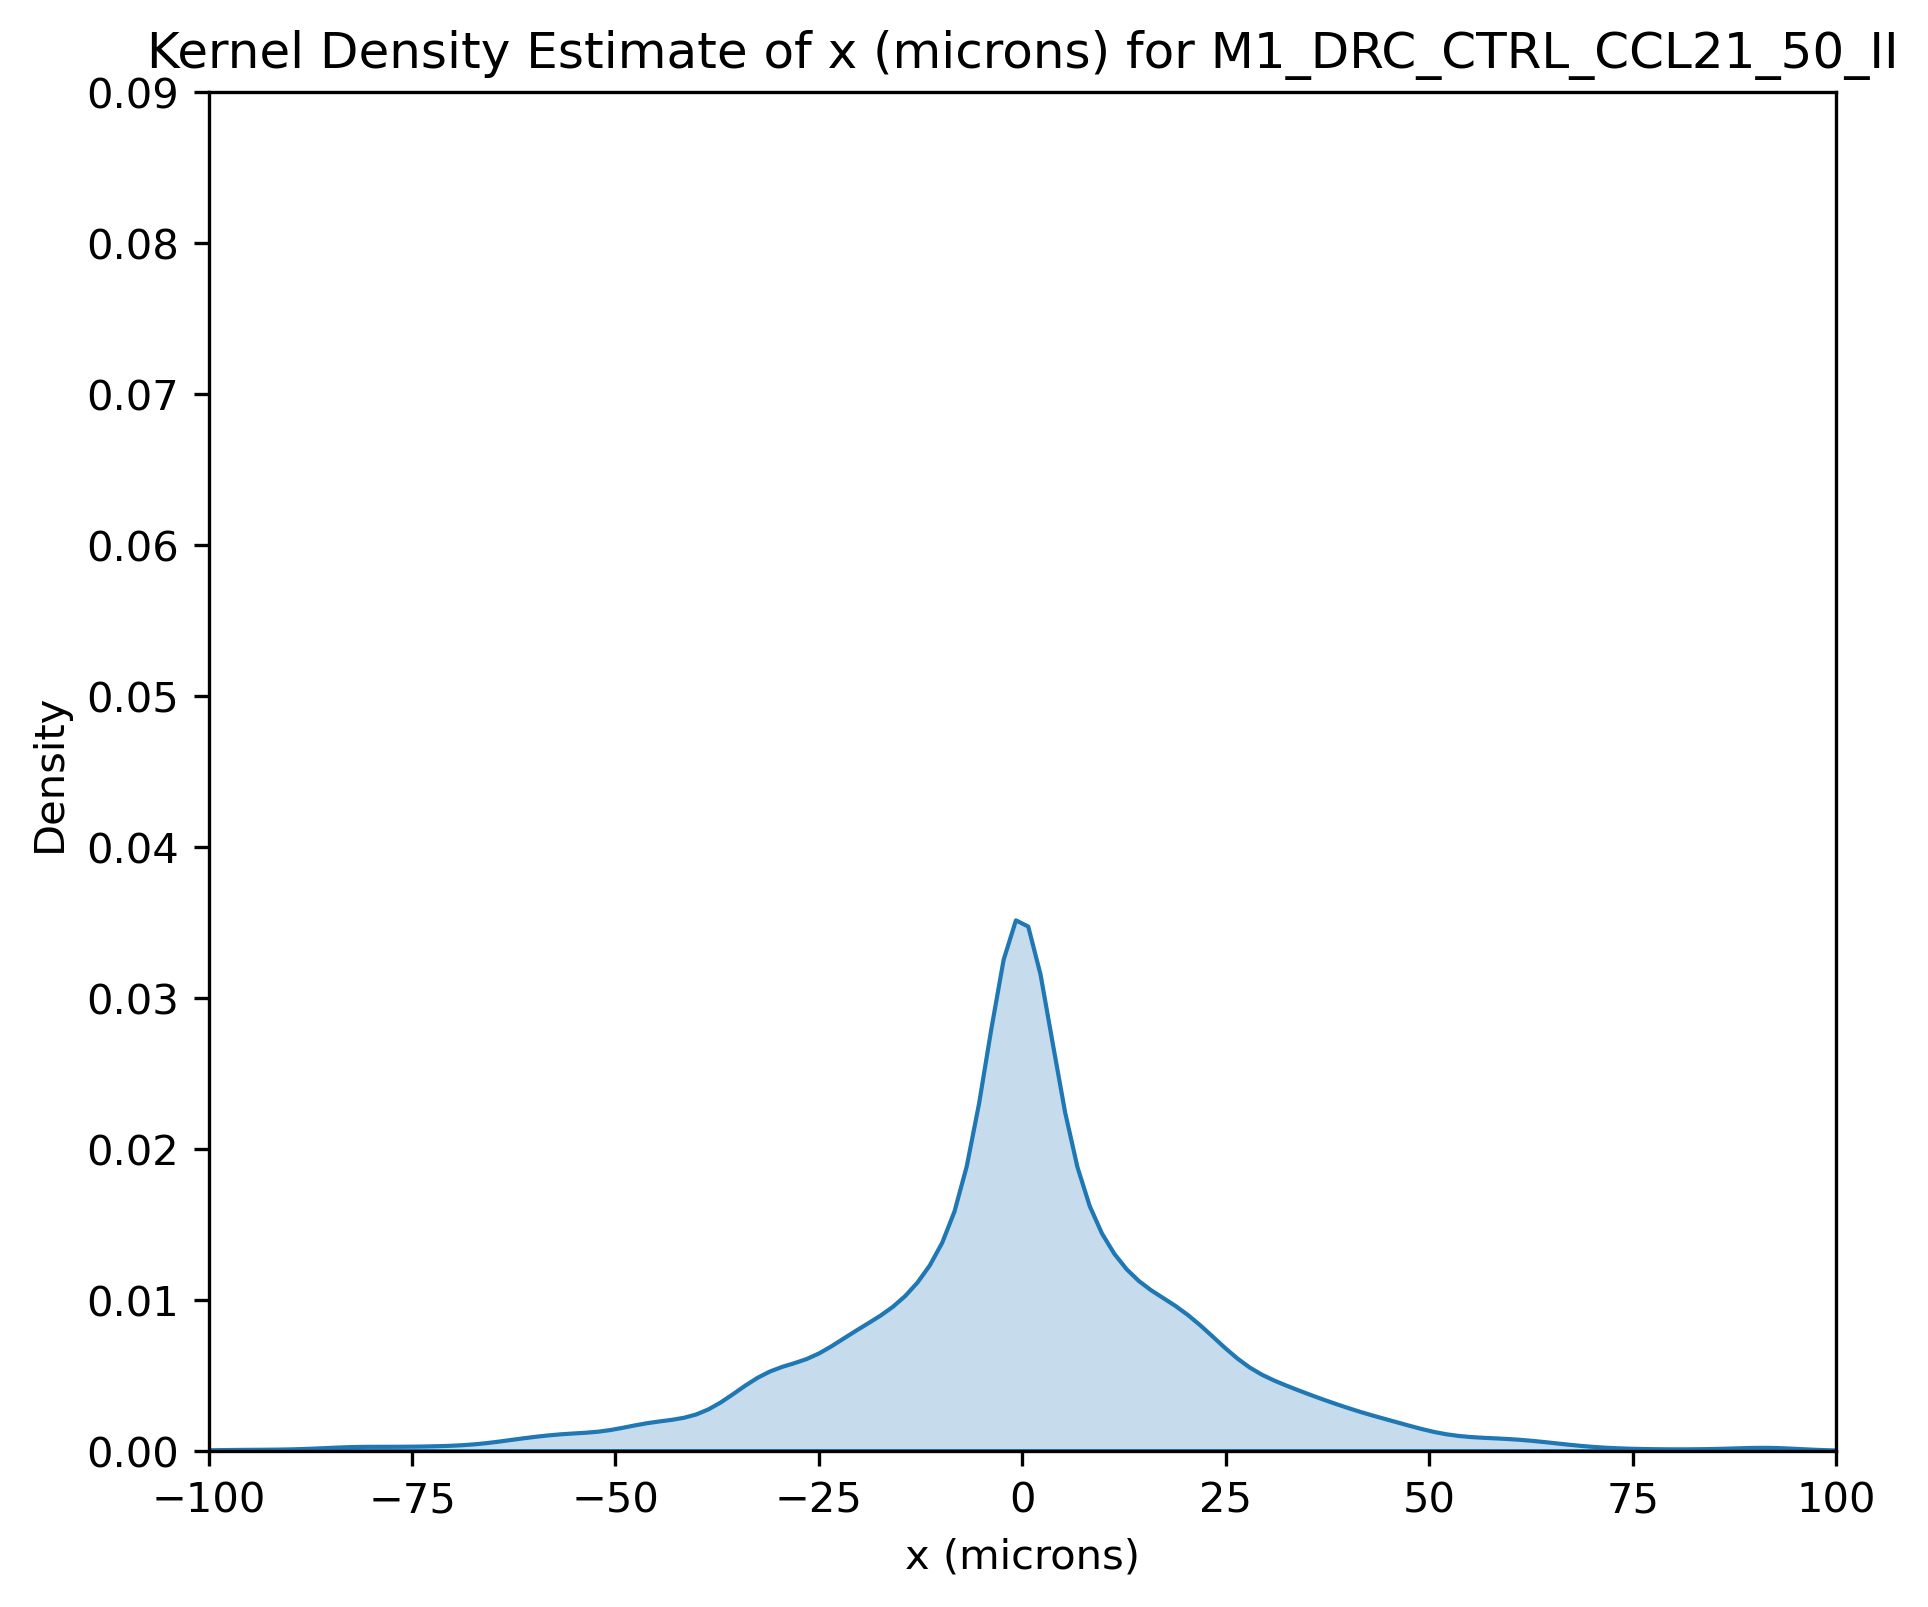 Kernel Density Estimate of x (microns) for M1_DRC_CTRL_CCL21_50_II
0.09
0.08
0.07
0.06
0.05
0.04
0.03
0.02
0.01
0.00
Density
−100 −75 −50 −25 0 25 50 75 100
x (microns)